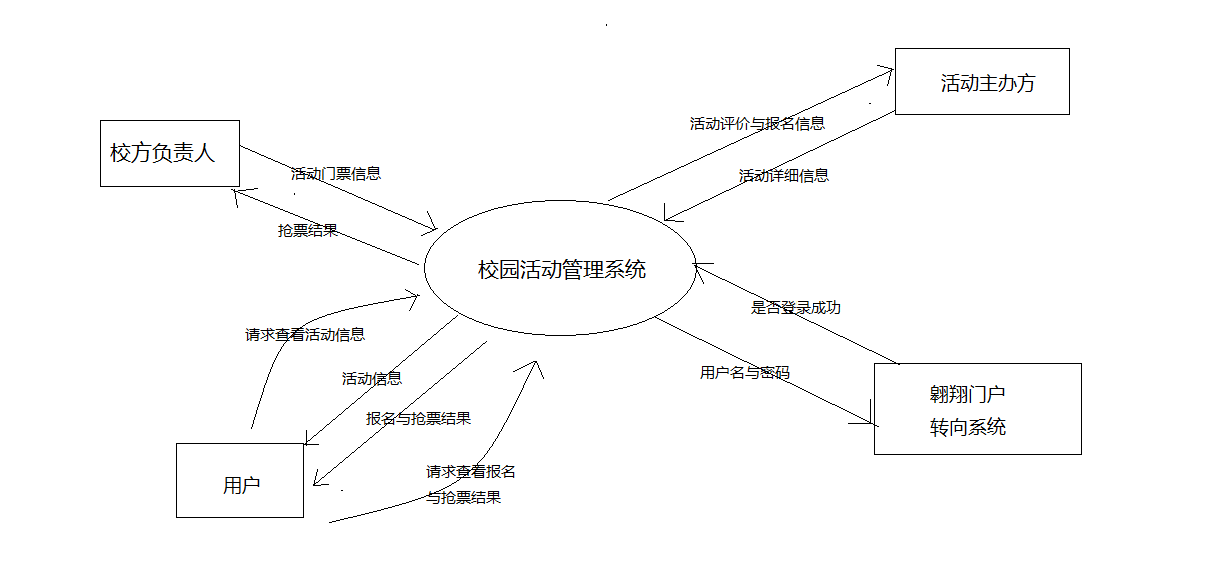 活动主办方
活动评价与报名信息
校方负责人
活动门票信息
活动详细信息
抢票结果
校园活动管理系统
是否登录成功
请求查看活动信息
用户名与密码
活动信息
翱翔门户
转向系统
报名与抢票结果
请求查看报名
与抢票结果
用户